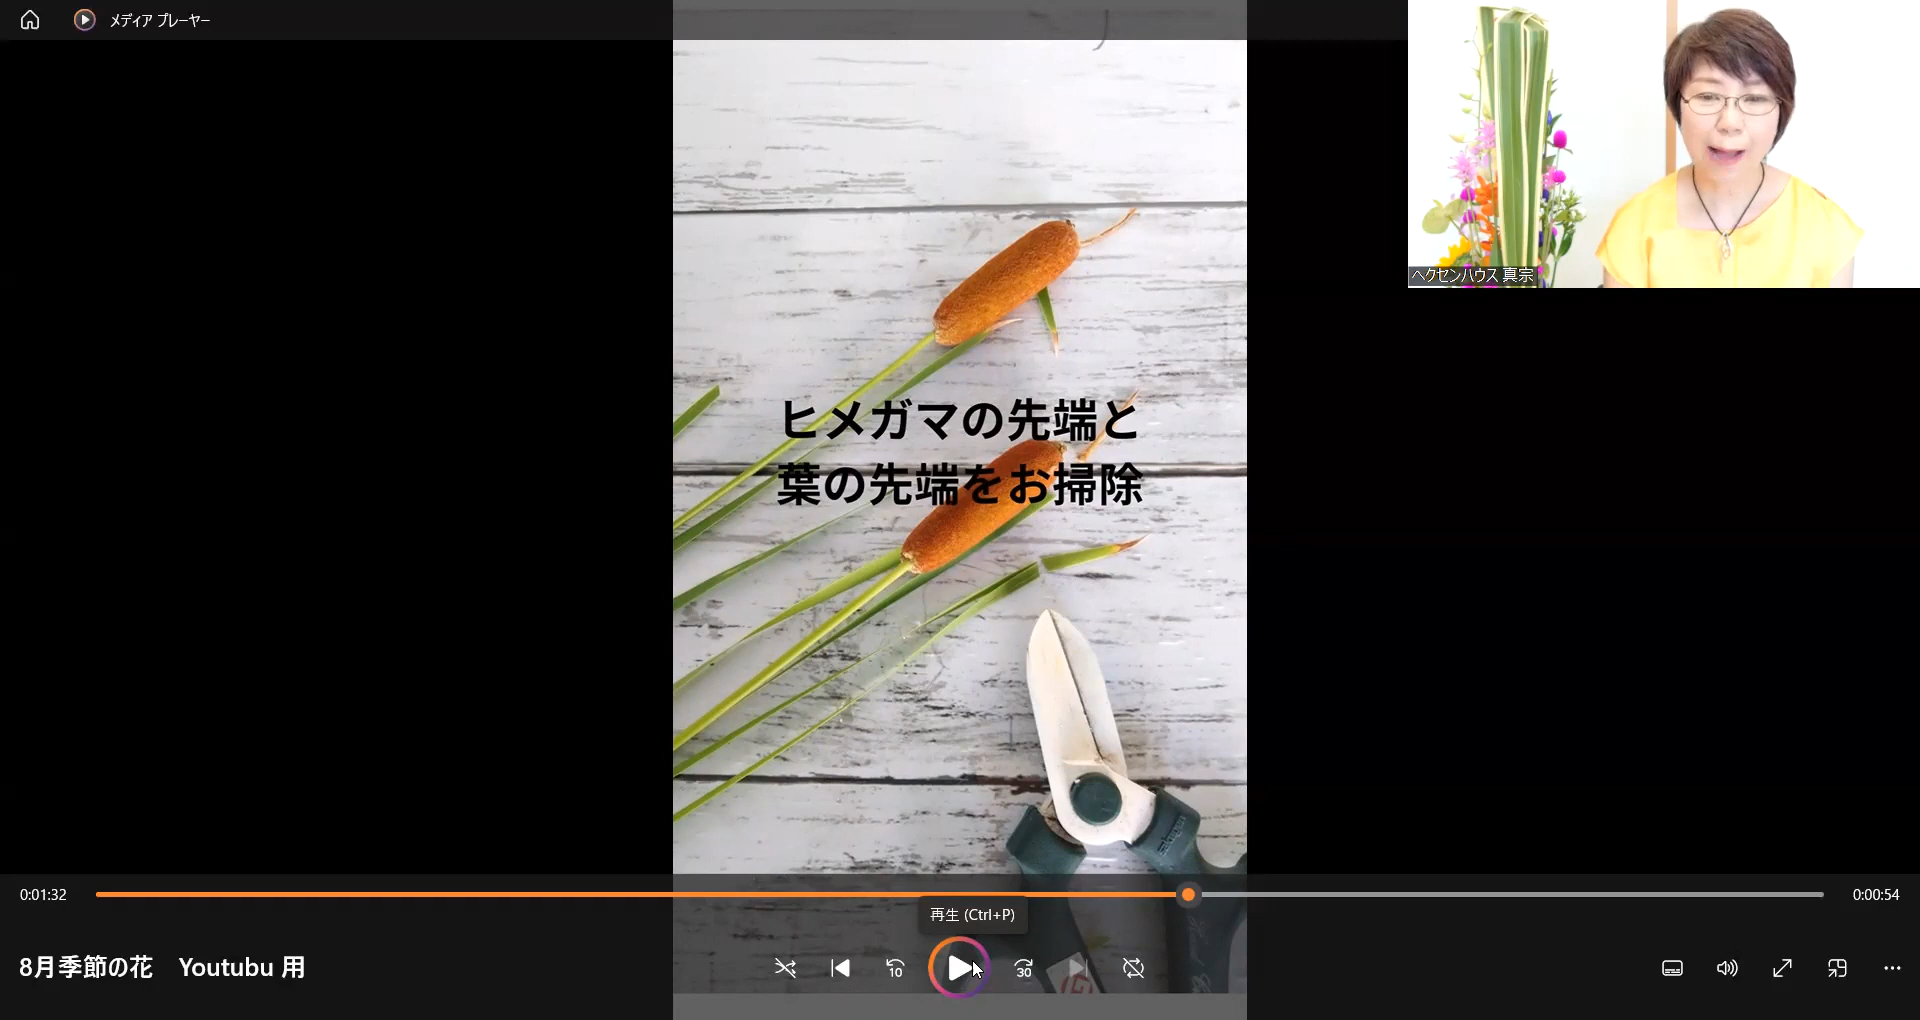 メディア プレーヤー
ヘクセンハウス 真宗
ヒメガマの先端と
葉の先端をお掃除
0:01:32
0:00:54
再生 (Ctrl+P)
8月季節の花　Youtubu 用
10
30